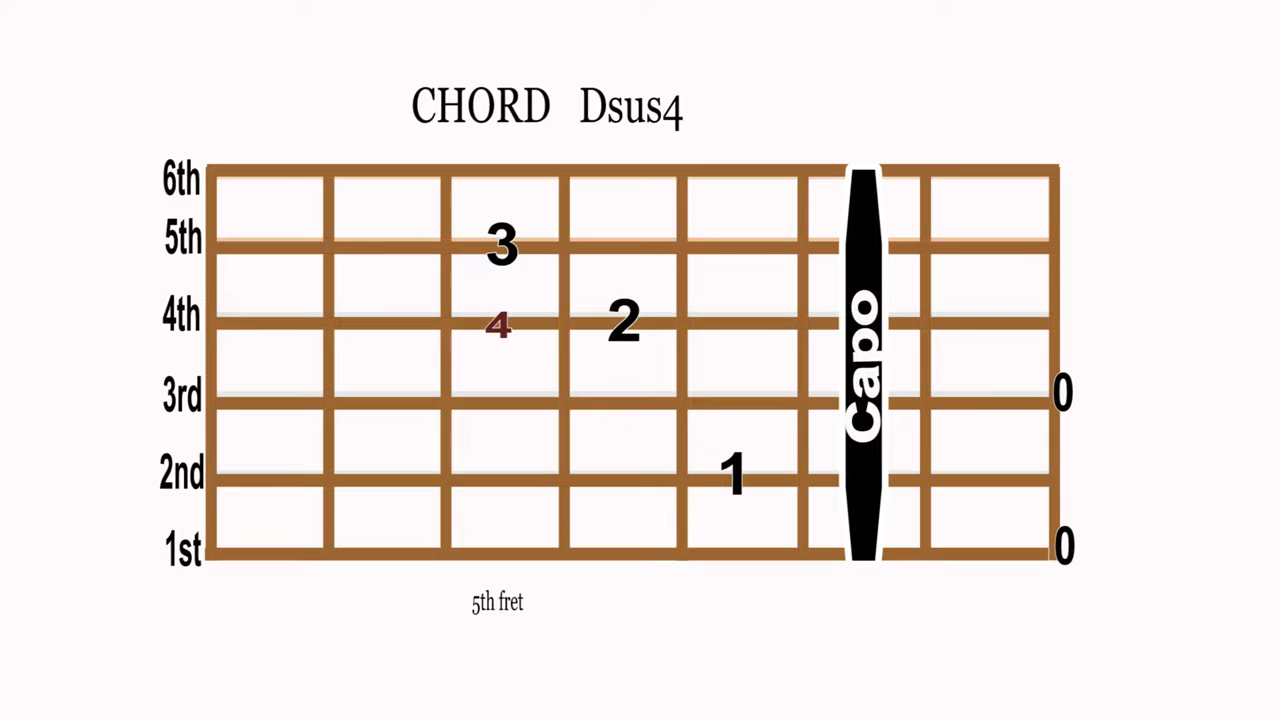 CHORD Dsus4
6th
5th
3
4th
4 2
3rd
0
2nd
1
1st
0
Capo
5th fret